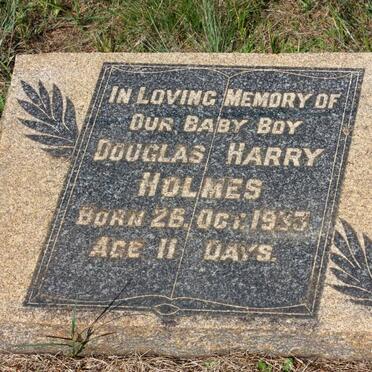 IN LOVING MEMORY OF
OUR BABY BOY
DOUGLAS HARRY
HOLMES
BORN 26 OCT. 1933.
AGE 11 DAYS.